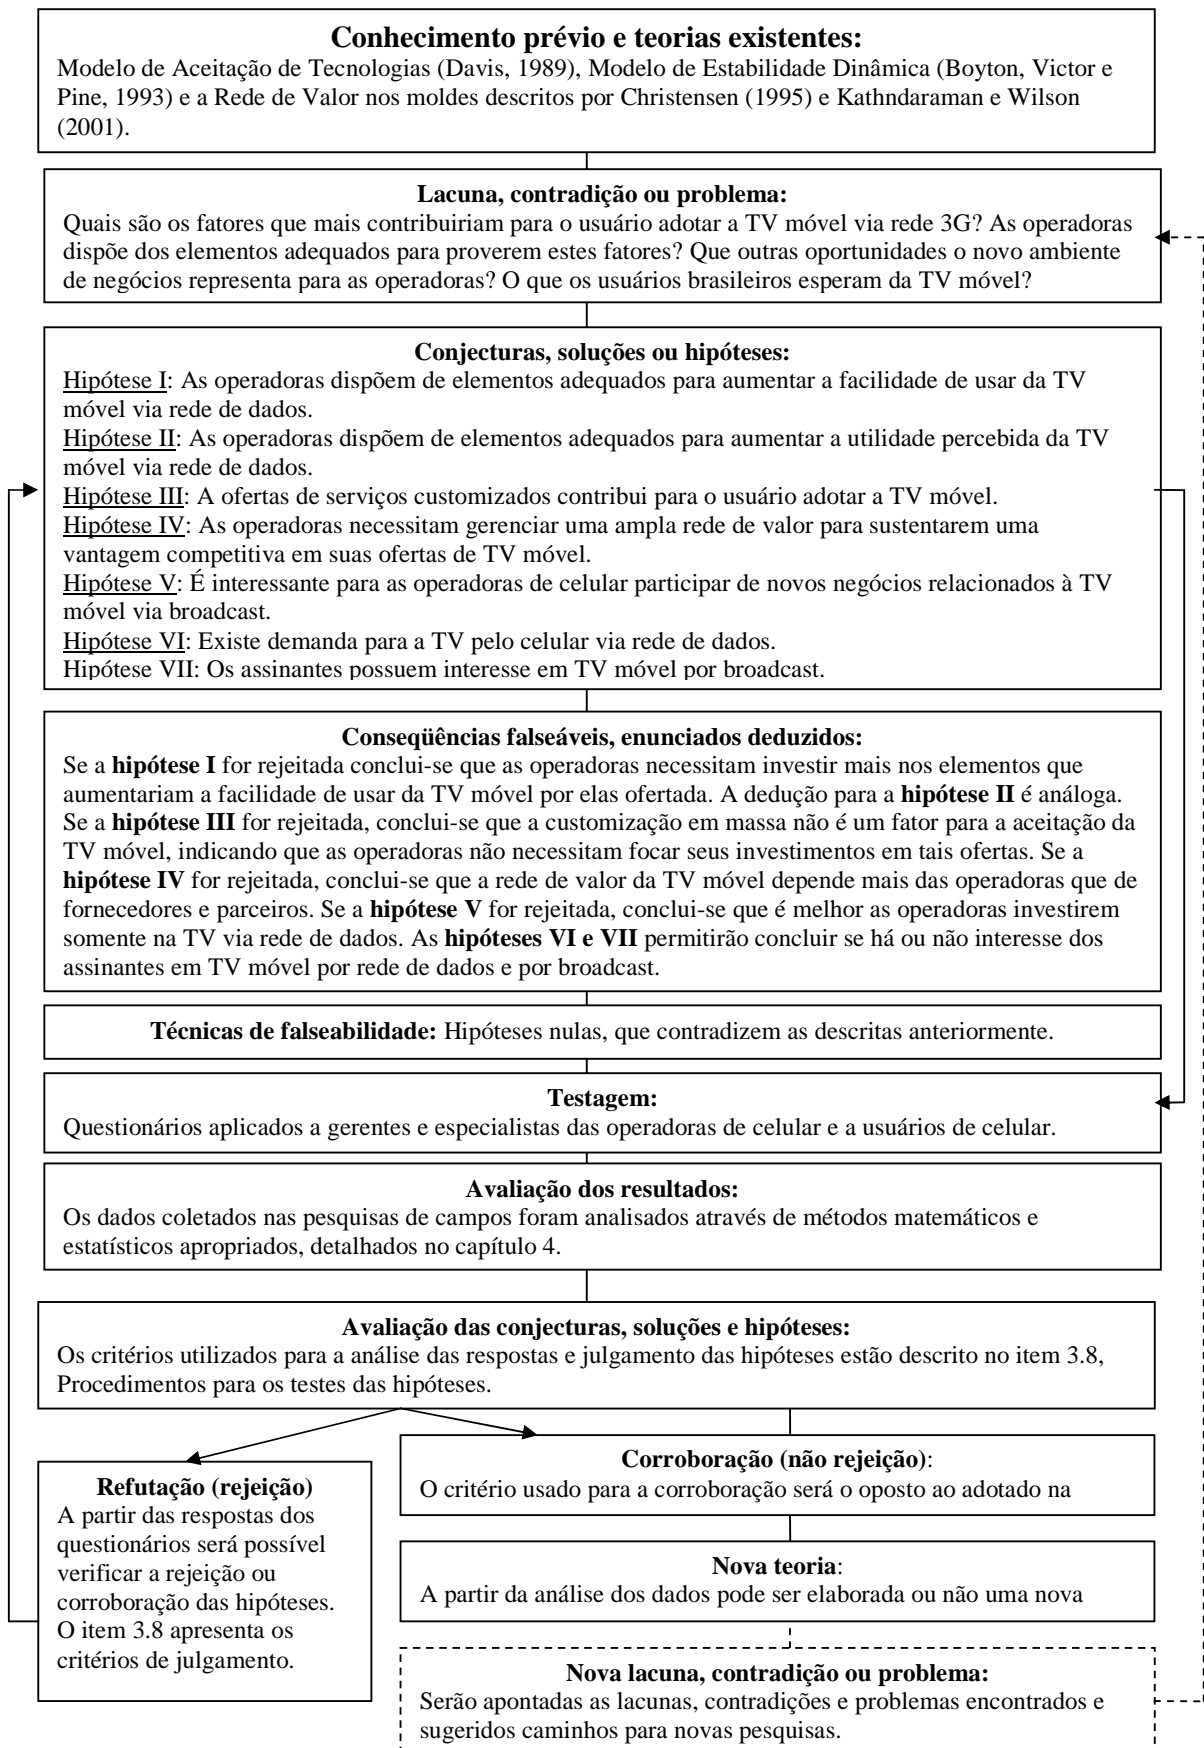 Conhecimento prévio e teorias existentes:
Modelo de Aceitação de Tecnologias (Davis, 1989), Modelo de Estabilidade Dinâmica (Boyton, Victor e
Pine, 1993) e a Rede de Valor nos moldes descritos por Christensen (1995) e Kathndaraman e Wilson
(2001).
Lacuna, contradição ou problema:
Quais são os fatores que mais contribuiriam para o usuário adotar a TV móvel via rede 3G? As operadoras
dispõe dos elementos adequados para proverem estes fatores? Que outras oportunidades o novo ambiente
de negócios representa para as operadoras? O que os usuários brasileiros esperam da TV móvel?
Conjecturas, soluções ou hipóteses:
Hipótese I: As operadoras dispõem de elementos adequados para aumentar a facilidade de usar da TV
móvel via rede de dados.
Hipótese II: As operadoras dispõem de elementos adequados para aumentar a utilidade percebida da TV
móvel via rede de dados.
Hipótese III: A ofertas de serviços customizados contribui para o usuário adotar a TV móvel.
Hipótese IV: As operadoras necessitam gerenciar uma ampla rede de valor para sustentarem uma
vantagem competitiva em suas ofertas de TV móvel.
Hipótese V: É interessante para as operadoras de celular participar de novos negócios relacionados à TV
móvel via broadcast.
Hipótese VI: Existe demanda para a TV pelo celular via rede de dados.
Hipótese VII: Os assinantes possuem interesse em TV móvel por broadcast.
Conseqüências falseáveis, enunciados deduzidos:
Se a hipótese I for rejeitada conclui-se que as operadoras necessitam investir mais nos elementos que
aumentariam a facilidade de usar da TV móvel por elas ofertada. A dedução para a hipótese II é análoga.
Se a hipótese III for rejeitada, conclui-se que a customização em massa não é um fator para a aceitação da
TV móvel, indicando que as operadoras não necessitam focar seus investimentos em tais ofertas. Se a
hipótese IV for rejeitada, conclui-se que a rede de valor da TV móvel depende mais das operadoras que de
fornecedores e parceiros. Se a hipótese V for rejeitada, conclui-se que é melhor as operadoras investirem
somente na TV via rede de dados. As hipóteses VI e VII permitirão concluir se há ou não interesse dos
assinantes em TV móvel por rede de dados e por broadcast.
Técnicas de falseabilidade: Hipóteses nulas, que contradizem as descritas anteriormente.
Testagem:
Questionários aplicados a gerentes e especialistas das operadoras de celular e a usuários de celular.
Avaliação dos resultados:
Os dados coletados nas pesquisas de campos foram analisados através de métodos matemáticos e
estatísticos apropriados, detalhados no capítulo 4.
Avaliação das conjecturas, soluções e hipóteses:
Os critérios utilizados para a análise das respostas e julgamento das hipóteses estão descrito no item 3.8,
Procedimentos para os testes das hipóteses.
Refutação (rejeição)
A partir das respostas dos
questionários será possível
verificar a rejeição ou
corroboração das hipóteses.
O item 3.8 apresenta os
critérios de julgamento.
Corroboração (não rejeição):
O critério usado para a corroboração será o oposto ao adotado na
Nova teoria:
A partir da análise dos dados pode ser elaborada ou não uma nova
Nova lacuna, contradição ou problema:
Serão apontadas as lacunas, contradições e problemas encontrados e
sugeridos caminhos para novas pesquisas.